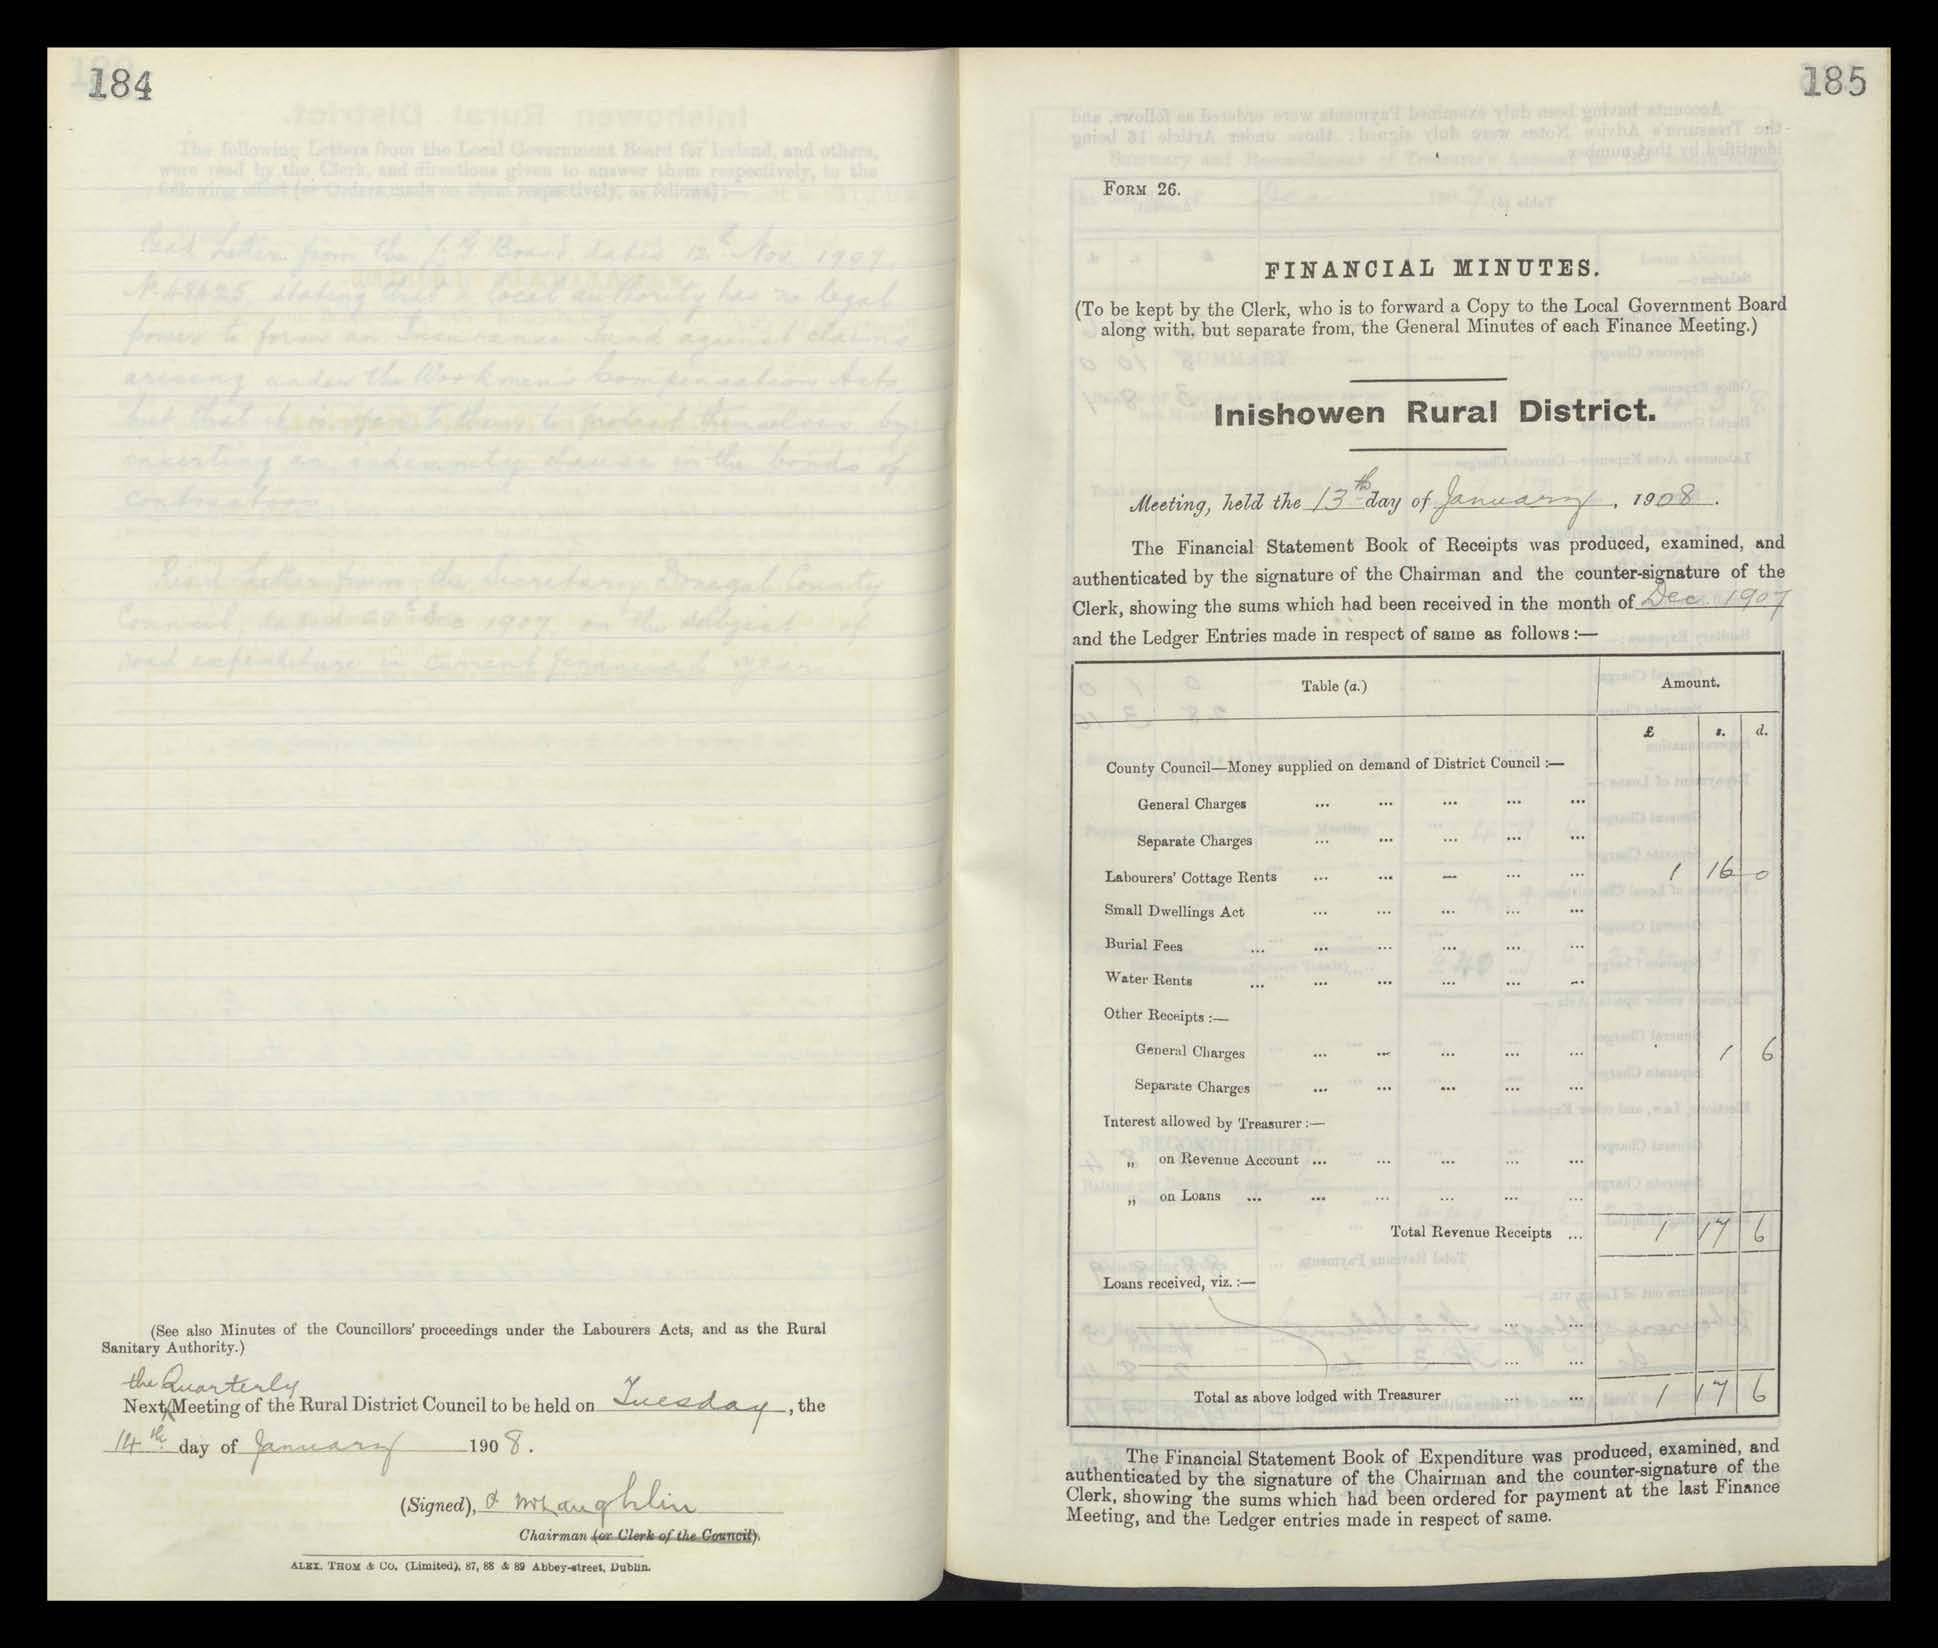 184
The following Letters from the Local Government Board for Ireland, and others,
were read by the Clerk, and directions given to answer them respectively, to the
following effect (or Orders made on them respectively, as follows) :—
Read Letter from the L. G. Board dated 12th Nov. 1907,
stating that a local authority has no legal
power to form an Insurance Fund against claims
arising under the Workmen's Compensation Acts
but that it is open to them to protect themselves by
inserting an indemnity clause in the bonds of
contractors
Read Letter from the Secretary Donegal County
Council, dated Dec 1907 on the subject of
road expenditure in current financial year.
(See also Minutes of the Councillors' proceedings under the Labourers Acts, and as the Rural
Sanitary Authority.)
the Quarterly
Next Meeting of the Rural District Council to be held on Tuesday, the
14th day of January 1908.
(Signed), McLaughlin
Chairman (or Clerk of the Council).
ALEX. THOM & CO. (Limited), 87, 88 & 89 Abbey-street, Dublin.
185
FORM 26.
FINANCIAL MINUTES.
(To be kept by the Clerk, who is to forward a Copy to the Local Government Board
along with, but separate from, the General Minutes of each Finance Meeting.)
Inishowen Rural District.
Meeting, held the 13th day of January, 1908.
The Financial Statement Book of Receipts was produced, examined, and
authenticated by the signature of the Chairman and the counter-signature of the
Clerk, showing the sums which had been received in the month of Dec. 1907
and the Ledger Entries made in respect of same as follows :—
Table (a.) Amount.
£ s. d.
County Council—Money supplied on demand of District Council :—
General Charges ... ... ... ... ...
Separate Charges ... ... ... ... ...
Labourers' Cottage Rents ... ... ... ... ... 1 16 0
Small Dwellings Act ... ... ... ... ...
Burial Fees ... ... ... ... ... ...
Water Rents ... ... ... ... ... ...
Other Receipts :—
General Charges ... ... ... ... ... 1 6
Separate Charges ... ... ... ... ...
Interest allowed by Treasurer :—
„ on Revenue Account ... ... ... ... ...
„ on Loans ... ... ... ... ... ...
Total Revenue Receipts ... 1 17 6
Loans received, viz. :—
... ...
... ...
Total as above lodged with Treasurer ... ... 1 17 6
The Financial Statement Book of Expenditure was produced, examined, and
authenticated by the signature of the Chairman and the counter-signature of the
Clerk, showing the sums which had been ordered for payment at the last Finance
Meeting, and the Ledger entries made in respect of same.